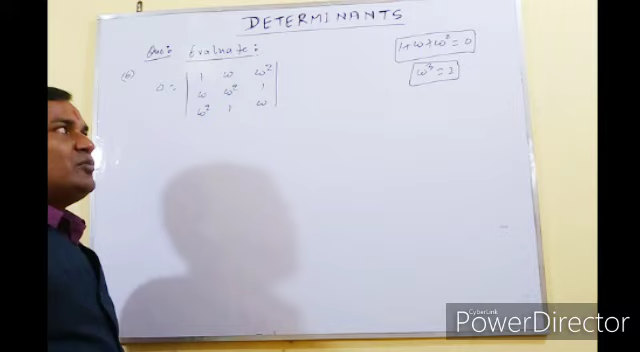 DETERMINANTS
Que: Evaluate:
1+ω+ω²=0
(6)
ω³=1
Δ=
1 ω ω²
ω ω² 1
ω² 1 ω
CyberLink
PowerDirector